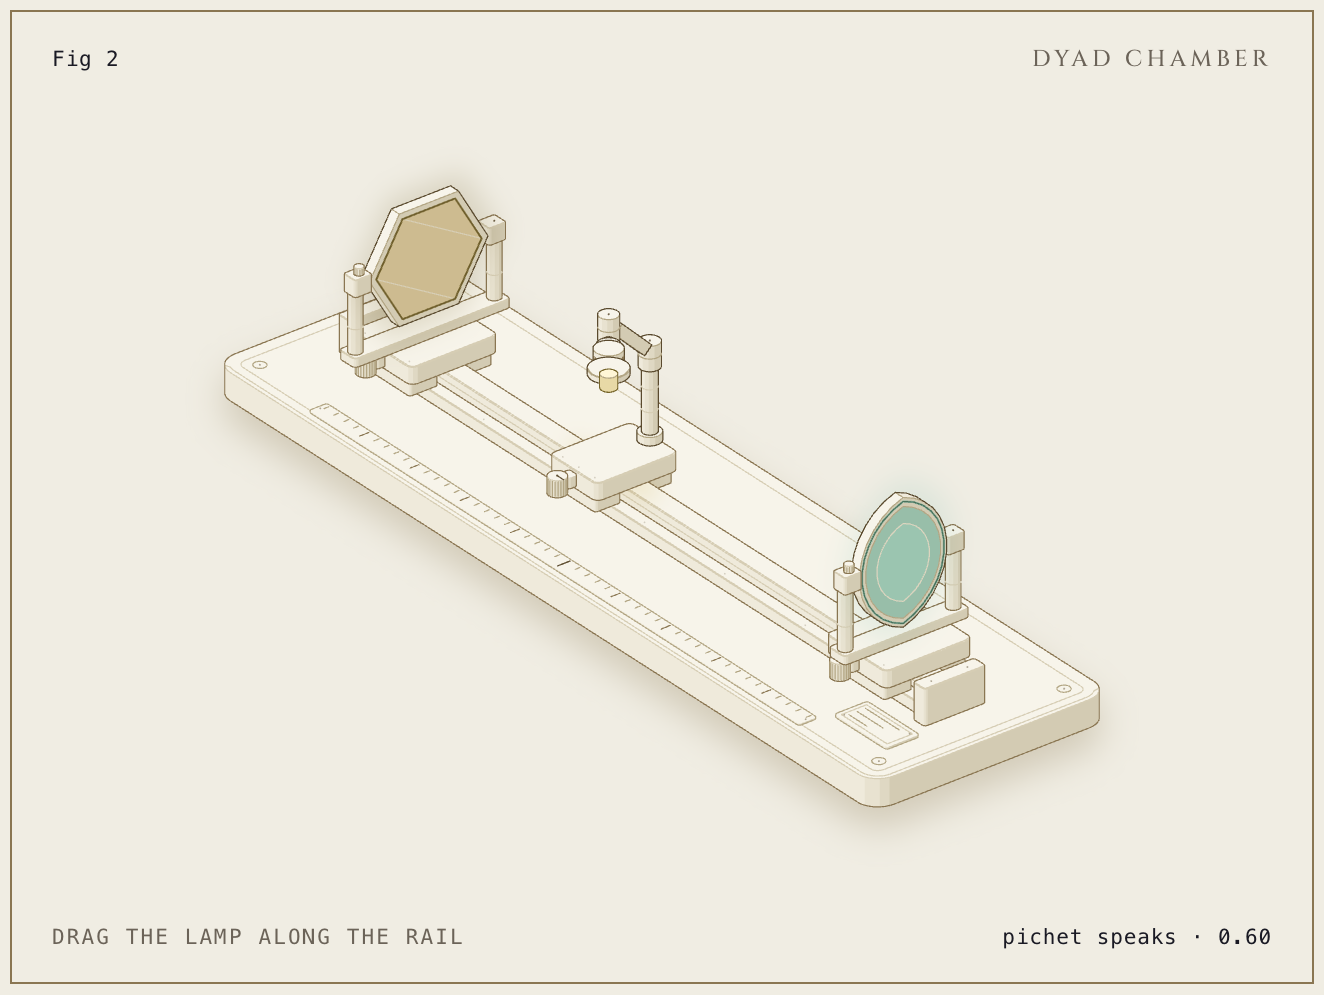 Fig 2
DYAD CHAMBER
DRAG THE LAMP ALONG THE RAIL
pichet speaks · 0.60